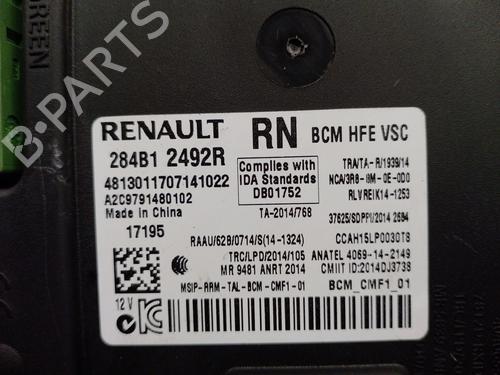 GREEN
B-PARTS
RENAULT RN BCM HFE VSC
284B1 2492R
4813011707141022
A2C9791480102
Made in China
17195
Complies with
IDA Standards
DB01752
TA-2014/768
TRA/TA-R/1939/14
NCA/3R8-IIM-0E-0D0
RLVREIK14-1253
37625/SDPPI/2014 2684
RAAU/62B/0714/S(14-1324)
CCAH15LP0030T8
TRC/LPD/2014/105
ANATEL 4069-14-2149
MR 9481 ANRT 2014
CMIIT ID:2014DJ3738
12V
MSIP-RRM-TAL-BCM-CMF1-01
BCM_CMF1_01